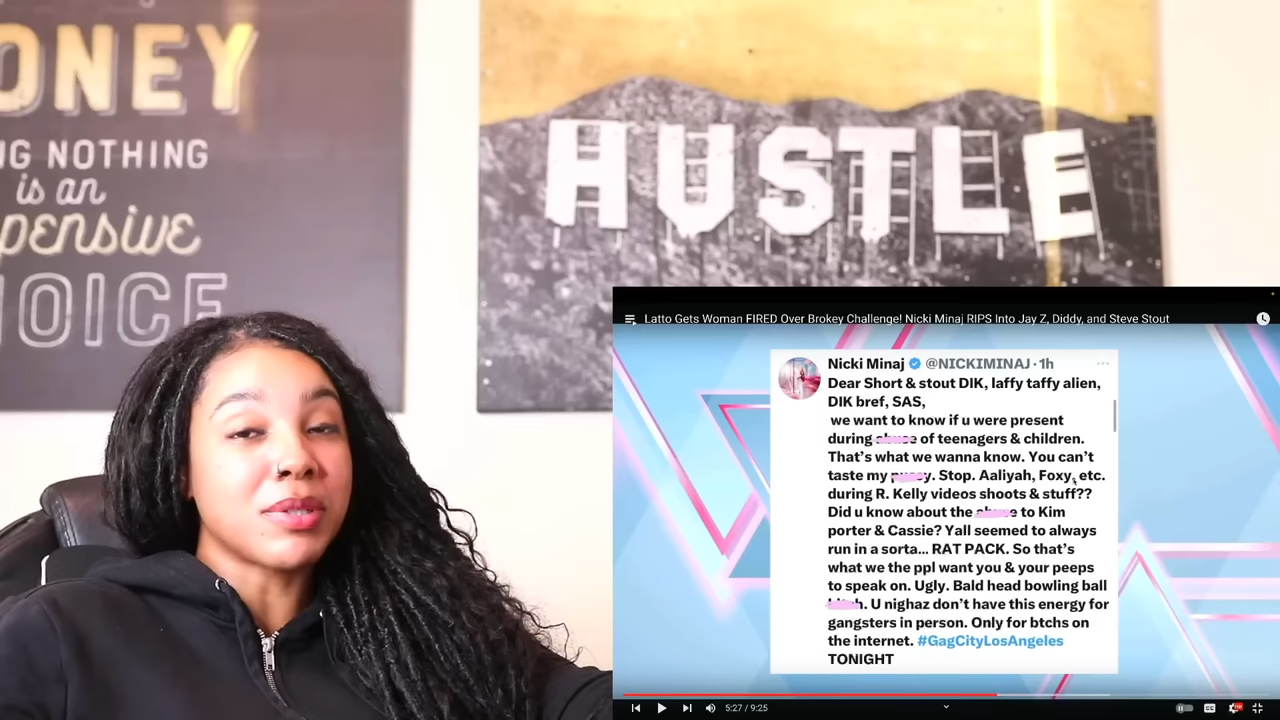 ONEY
NG NOTHING
is an
pensive
OICE
HUSTLE
Latto Gets Woman FIRED Over Brokey Challenge! Nicki Minaj RIPS Into Jay Z, Diddy, and Steve Stout
Nicki Minaj @NICKIMINAJ · 1h
Dear Short & stout DIK, laffy taffy alien,
DIK bref, SAS,
we want to know if u were present
during abuse of teenagers & children.
That's what we wanna know. You can't
taste my y. Stop. Aaliyah, Foxy, etc.
during R. Kelly videos shoots & stuff??
Did u know about the abuse to Kim
porter & Cassie? Yall seemed to always
run in a sorta... RAT PACK. So that's
what we the ppl want you & your peeps
to speak on. Ugly. Bald head bowling ball
h. U nighaz don't have this energy for
gangsters in person. Only for btchs on
the internet. #GagCityLosAngeles
TONIGHT
5:27 / 9:25
CC
HD